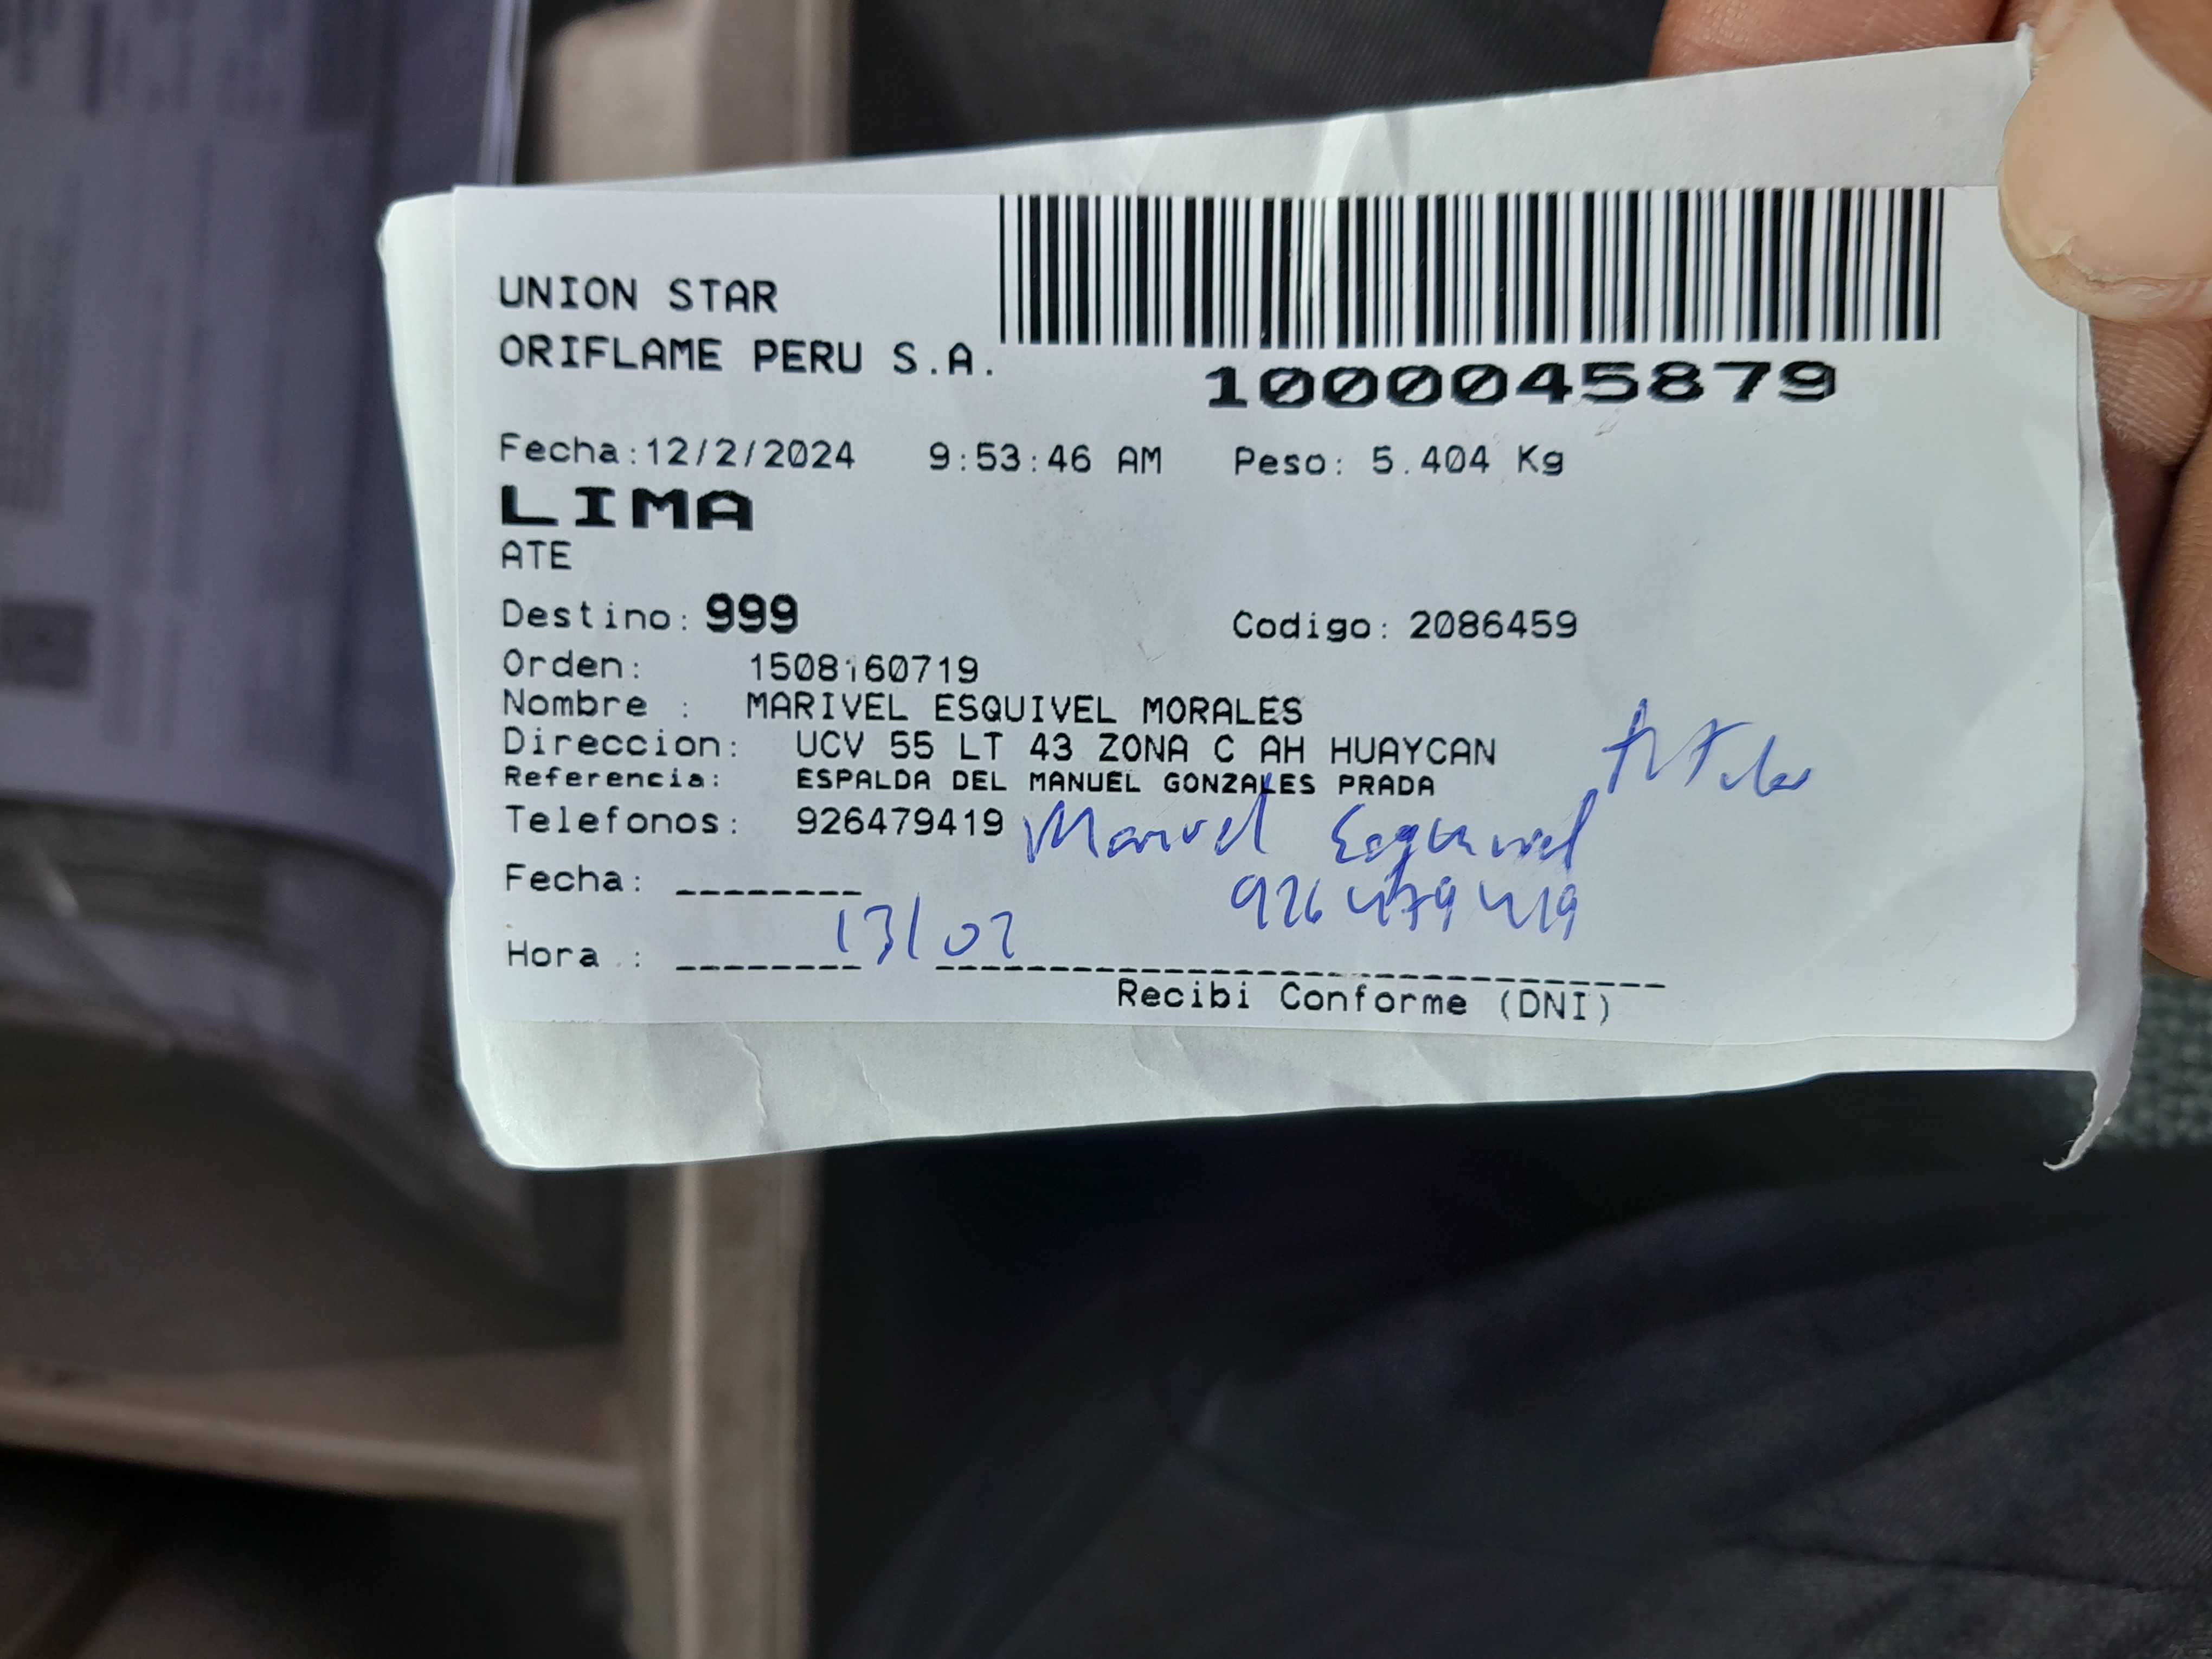 UNION STAR
ORIFLAME PERU S.A.
1000045879
Fecha:12/2/2024 9:53:46 AM Peso: 5.404 Kg
LIMA
ATE
Destino: 999 Codigo: 2086459
Orden: 1508160719
Nombre : MARIVEL ESQUIVEL MORALES
Direccion: UCV 55 LT 43 ZONA C AH HUAYCAN
Referencia: ESPALDA DEL MANUEL GONZALES PRADA
Telefonos: 926479419
Marivel Esquivel
926479419
Fecha: --------
13/02
Hora : --------
Recibi Conforme (DNI)